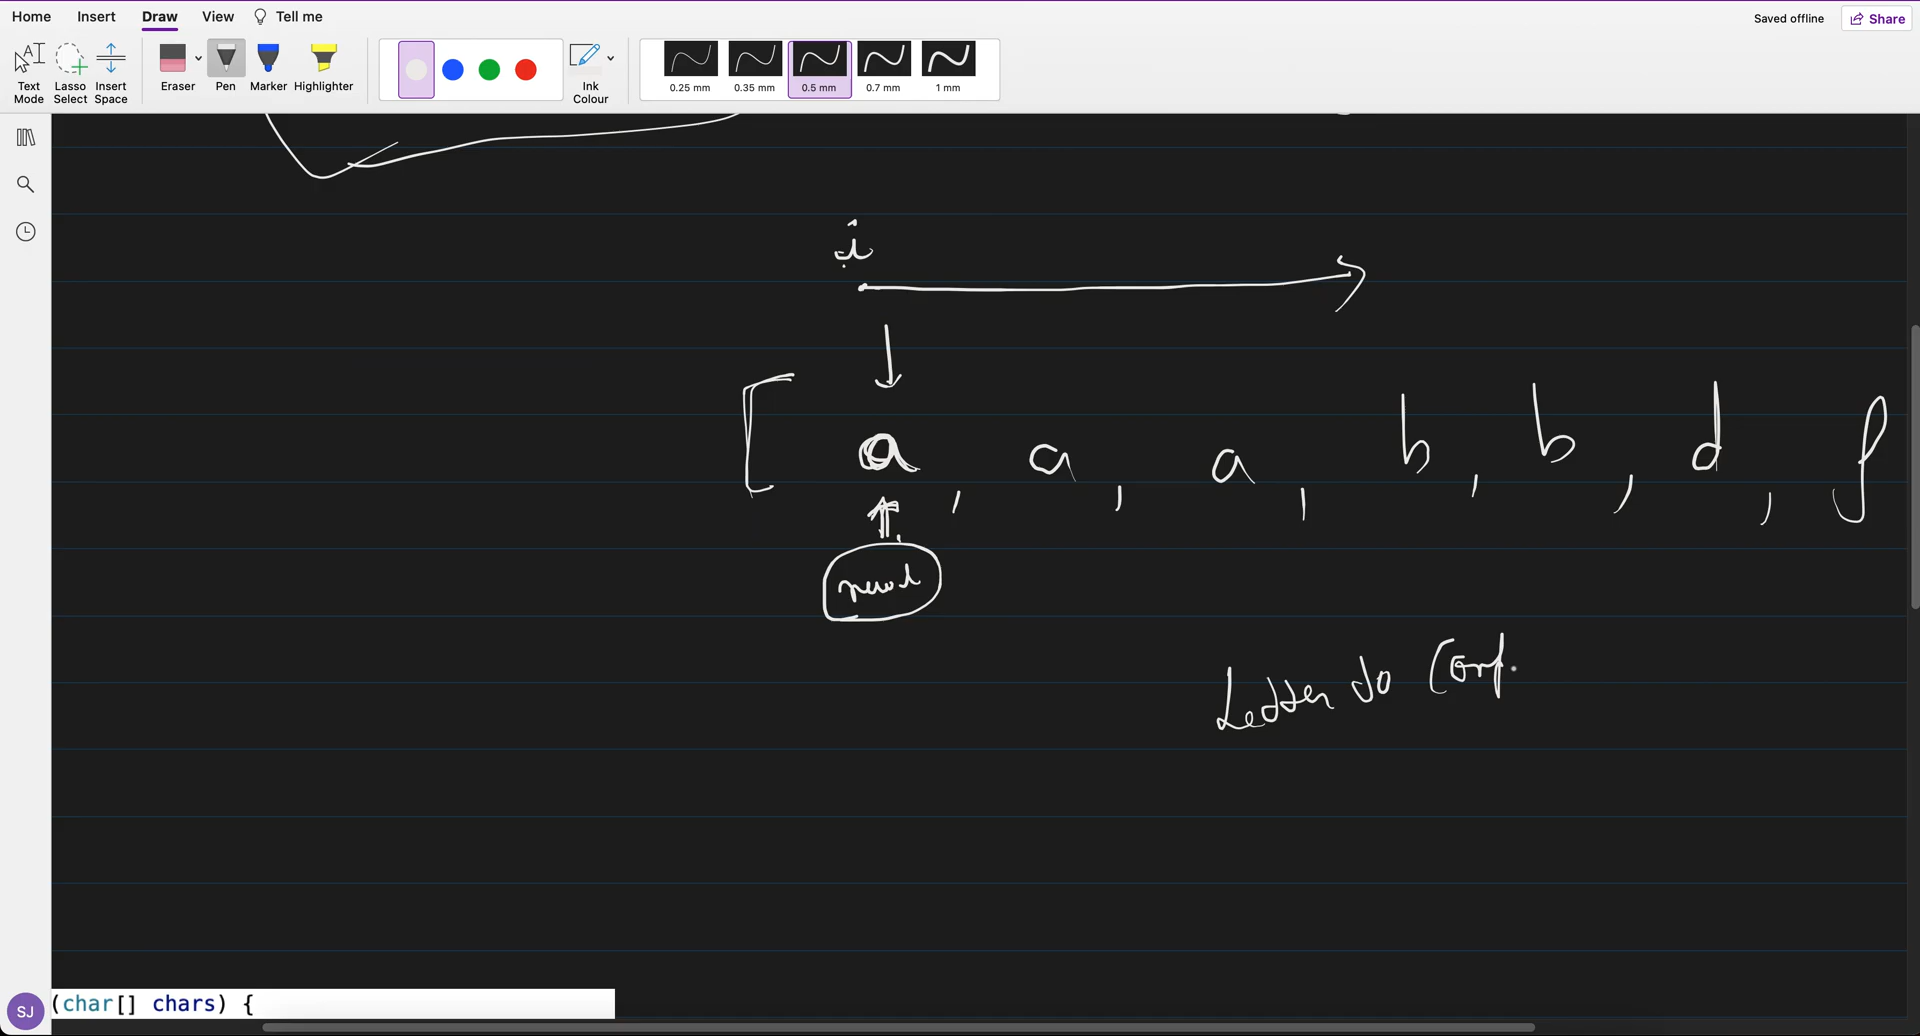 Home Insert Draw View Tell me
Saved offline Share
Text Mode
Lasso Select
Insert Space
Eraser Pen Marker Highlighter
Ink Colour
0.25 mm 0.35 mm 0.5 mm 0.7 mm 1 mm
i
[ a , a , a , b , b , d , f
Letter to
SJ
(char[] chars) {